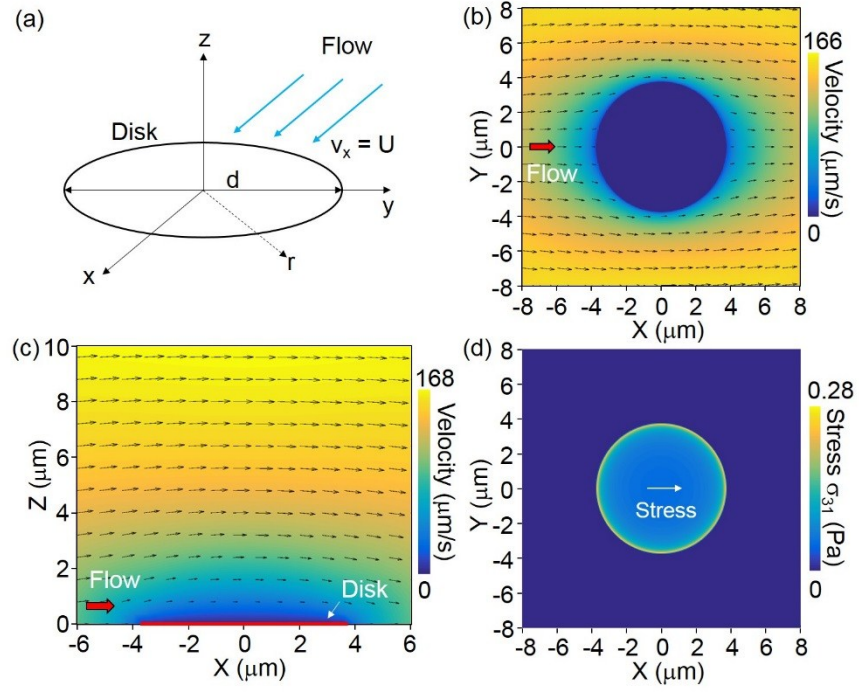 (a)
z
Flow
Disk
v_x = U
d
y
x
r
(b)
8
6
4
2
0
-2
-4
-6
-8
Y (μm)
Flow
-8 -6 -4 -2 0 2 4 6 8
X (μm)
166
Velocity (μm/s)
0
(c)
10
8
6
4
2
0
Z (μm)
Flow
Disk
-6 -4 -2 0 2 4 6
X (μm)
168
Velocity (μm/s)
0
(d)
8
6
4
2
0
-2
-4
-6
-8
Y (μm)
Stress
-8 -6 -4 -2 0 2 4 6 8
X (μm)
0.28
Stress σ₃₁ (Pa)
0